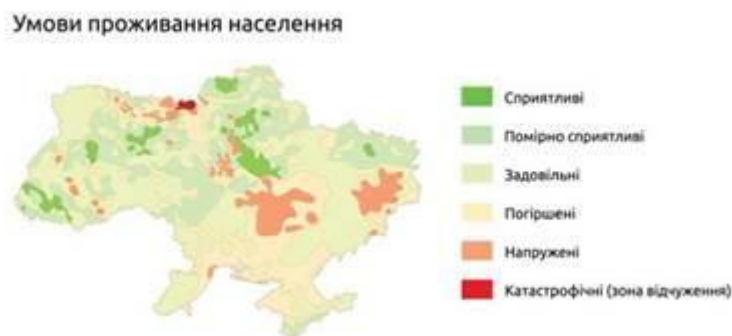 Умови проживання населення
Сприятливі
Помірно сприятливі
Задовільні
Погіршені
Напружені
Катастрофічні (зона відчуження)